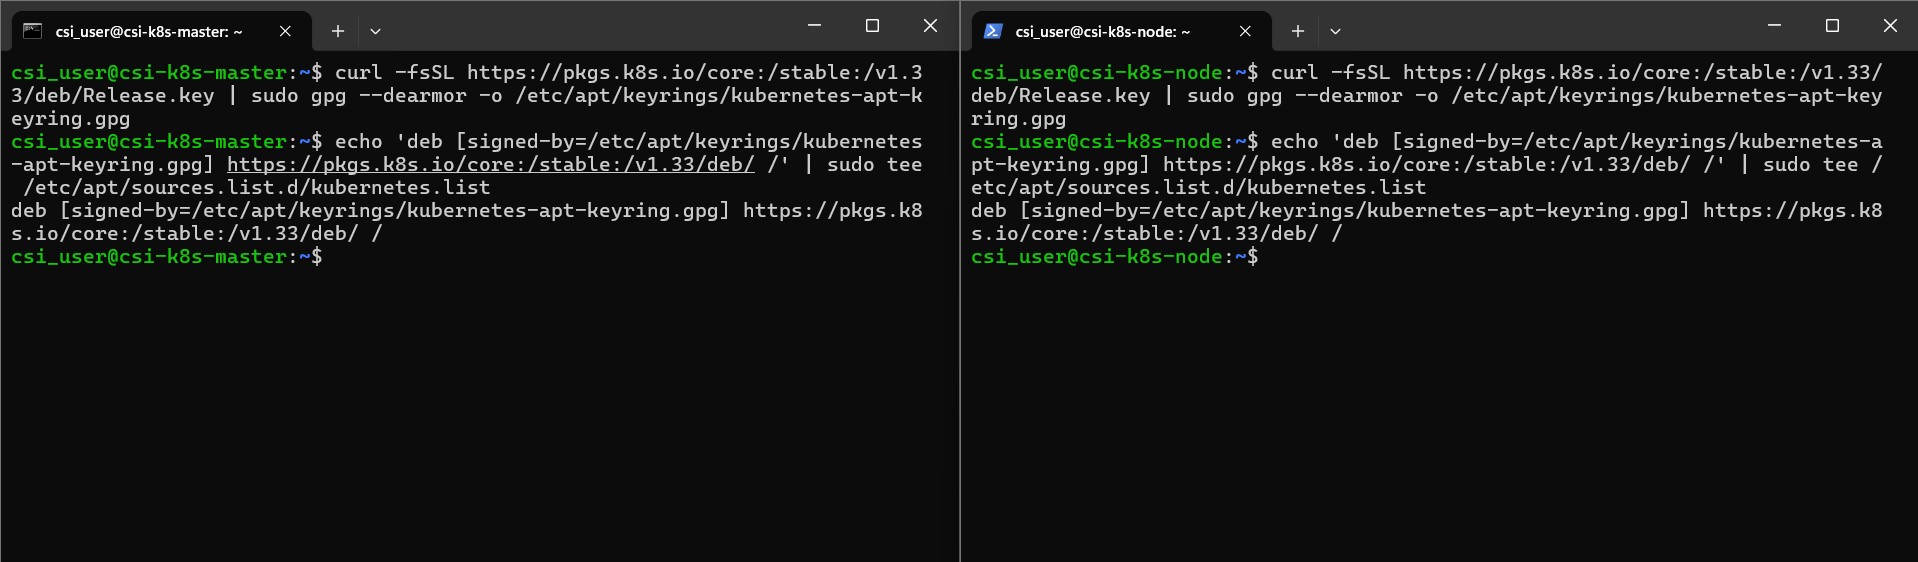 csi_user@csi-k8s-master: ~
csi_user@csi-k8s-master:~$ curl -fsSL https://pkgs.k8s.io/core:/stable:/v1.3
3/deb/Release.key | sudo gpg --dearmor -o /etc/apt/keyrings/kubernetes-apt-k
eyring.gpg
csi_user@csi-k8s-master:~$ echo 'deb [signed-by=/etc/apt/keyrings/kubernetes
-apt-keyring.gpg] https://pkgs.k8s.io/core:/stable:/v1.33/deb/ /' | sudo tee
 /etc/apt/sources.list.d/kubernetes.list
deb [signed-by=/etc/apt/keyrings/kubernetes-apt-keyring.gpg] https://pkgs.k8
s.io/core:/stable:/v1.33/deb/ /
csi_user@csi-k8s-master:~$
csi_user@csi-k8s-node: ~
csi_user@csi-k8s-node:~$ curl -fsSL https://pkgs.k8s.io/core:/stable:/v1.33/
deb/Release.key | sudo gpg --dearmor -o /etc/apt/keyrings/kubernetes-apt-key
ring.gpg
csi_user@csi-k8s-node:~$ echo 'deb [signed-by=/etc/apt/keyrings/kubernetes-a
pt-keyring.gpg] https://pkgs.k8s.io/core:/stable:/v1.33/deb/ /' | sudo tee /
etc/apt/sources.list.d/kubernetes.list
deb [signed-by=/etc/apt/keyrings/kubernetes-apt-keyring.gpg] https://pkgs.k8
s.io/core:/stable:/v1.33/deb/ /
csi_user@csi-k8s-node:~$